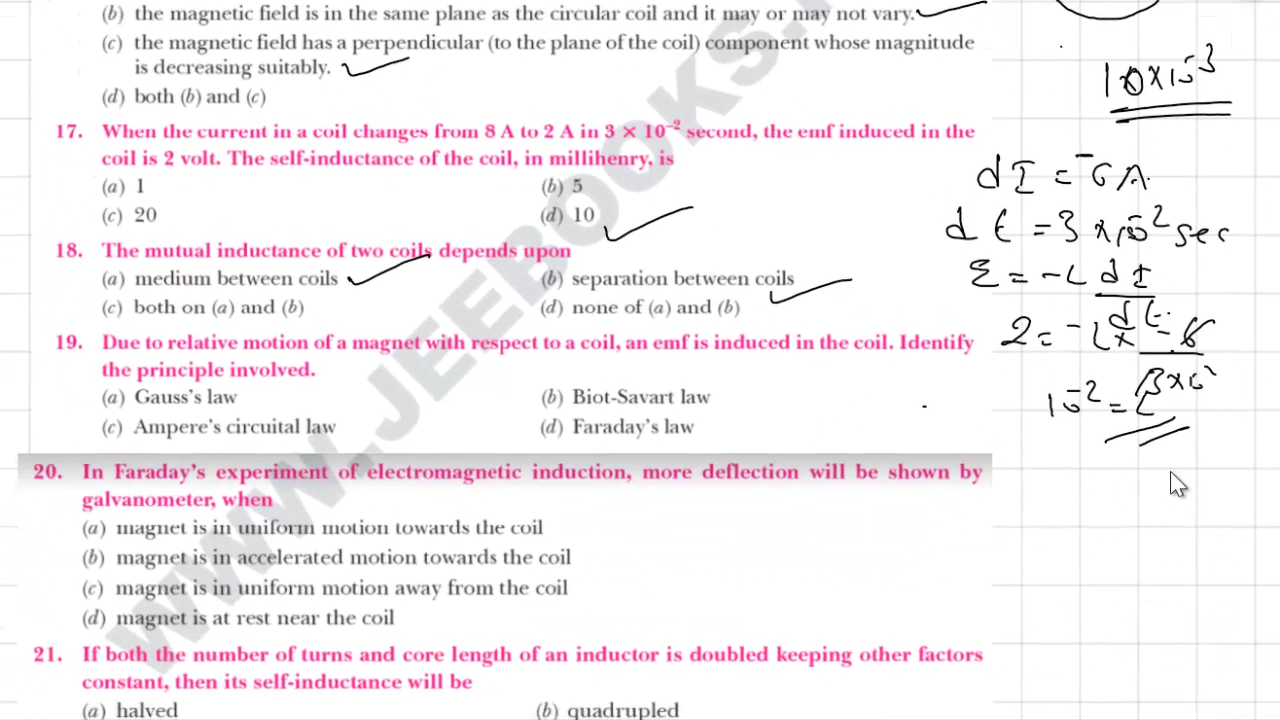 (b) the magnetic field is in the same plane as the circular coil and it may or may not vary.
(c) the magnetic field has a perpendicular (to the plane of the coil) component whose magnitude
is decreasing suitably.
(d) both (b) and (c)
17. When the current in a coil changes from 8 A to 2 A in 3 × 10⁻² second, the emf induced in the
coil is 2 volt. The self-inductance of the coil, in millihenry, is
(a) 1 (b) 5
(c) 20 (d) 10
18. The mutual inductance of two coils depends upon
(a) medium between coils (b) separation between coils
(c) both on (a) and (b) (d) none of (a) and (b)
19. Due to relative motion of a magnet with respect to a coil, an emf is induced in the coil. Identify
the principle involved.
(a) Gauss's law (b) Biot-Savart law
(c) Ampere's circuital law (d) Faraday's law
20. In Faraday's experiment of electromagnetic induction, more deflection will be shown by
galvanometer, when
(a) magnet is in uniform motion towards the coil
(b) magnet is in accelerated motion towards the coil
(c) magnet is in uniform motion away from the coil
(d) magnet is at rest near the coil
21. If both the number of turns and core length of an inductor is doubled keeping other factors
constant, then its self-inductance will be
(a) halved (b) quadrupled
10×10⁻³
dI = -6 A
dt = 3 × 10⁻² sec
ε = -L dI
dt
2 = -L × -6
3×10⁻²
10⁻² = L
WWW.JEEBOOKS.